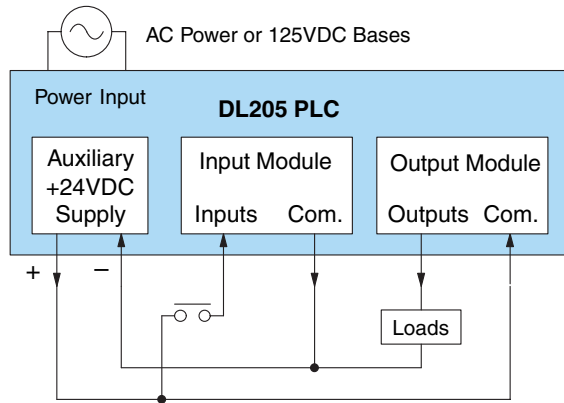 AC Power or 125VDC Bases
Power Input
DL205 PLC
Auxiliary
+24VDC
Supply
Input Module
Inputs Com.
Output Module
Outputs Com.
+ –
Loads